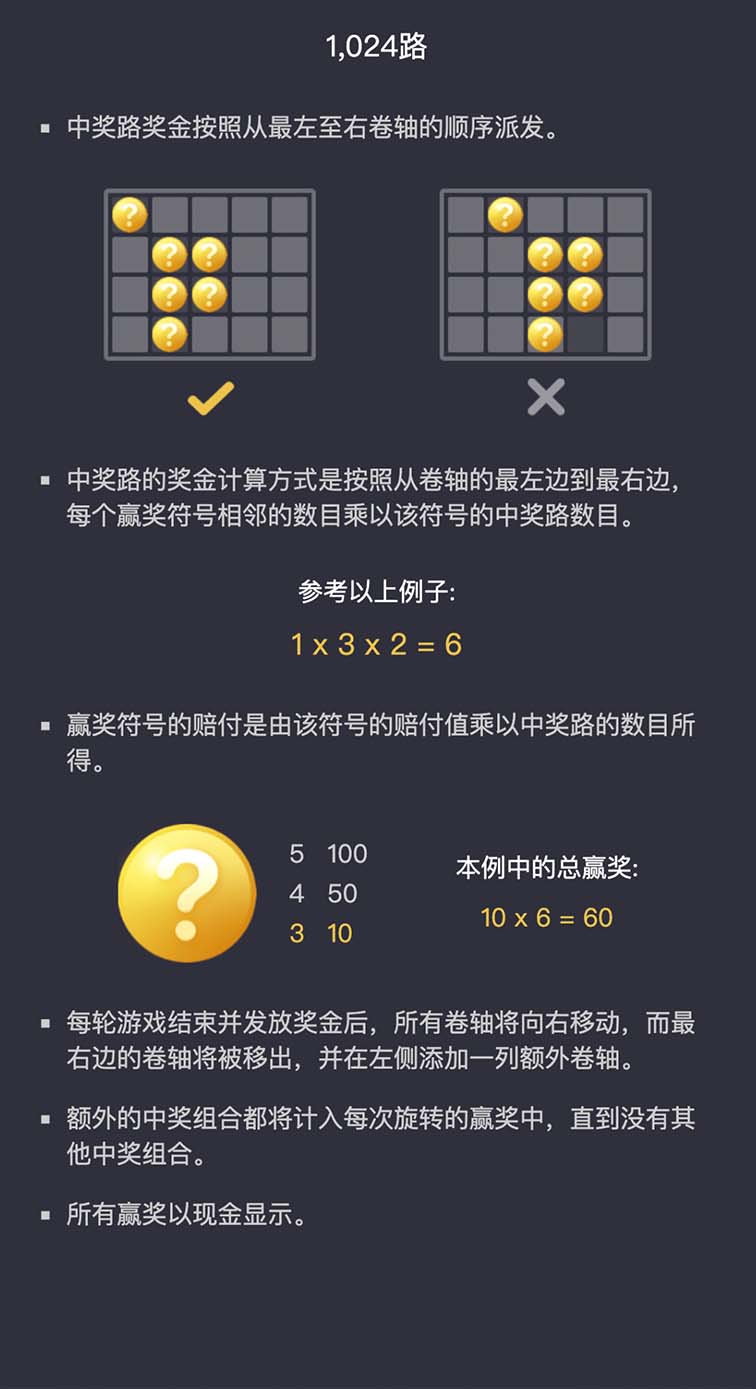 1,024路
▪ 中奖路奖金按照从最左至右卷轴的顺序派发。
? ?
? ? ? ?
? ? ? ?
? ?
▪ 中奖路的奖金计算方式是按照从卷轴的最左边到最右边，
每个赢奖符号相邻的数目乘以该符号的中奖路数目。
参考以上例子:
1 x 3 x 2 = 6
▪ 赢奖符号的赔付是由该符号的赔付值乘以中奖路的数目所
得。
?
5 100
4 50
3 10
本例中的总赢奖:
10 x 6 = 60
▪ 每轮游戏结束并发放奖金后，所有卷轴将向右移动，而最
右边的卷轴将被移出，并在左侧添加一列额外卷轴。
▪ 额外的中奖组合都将计入每次旋转的赢奖中，直到没有其
他中奖组合。
▪ 所有赢奖以现金显示。